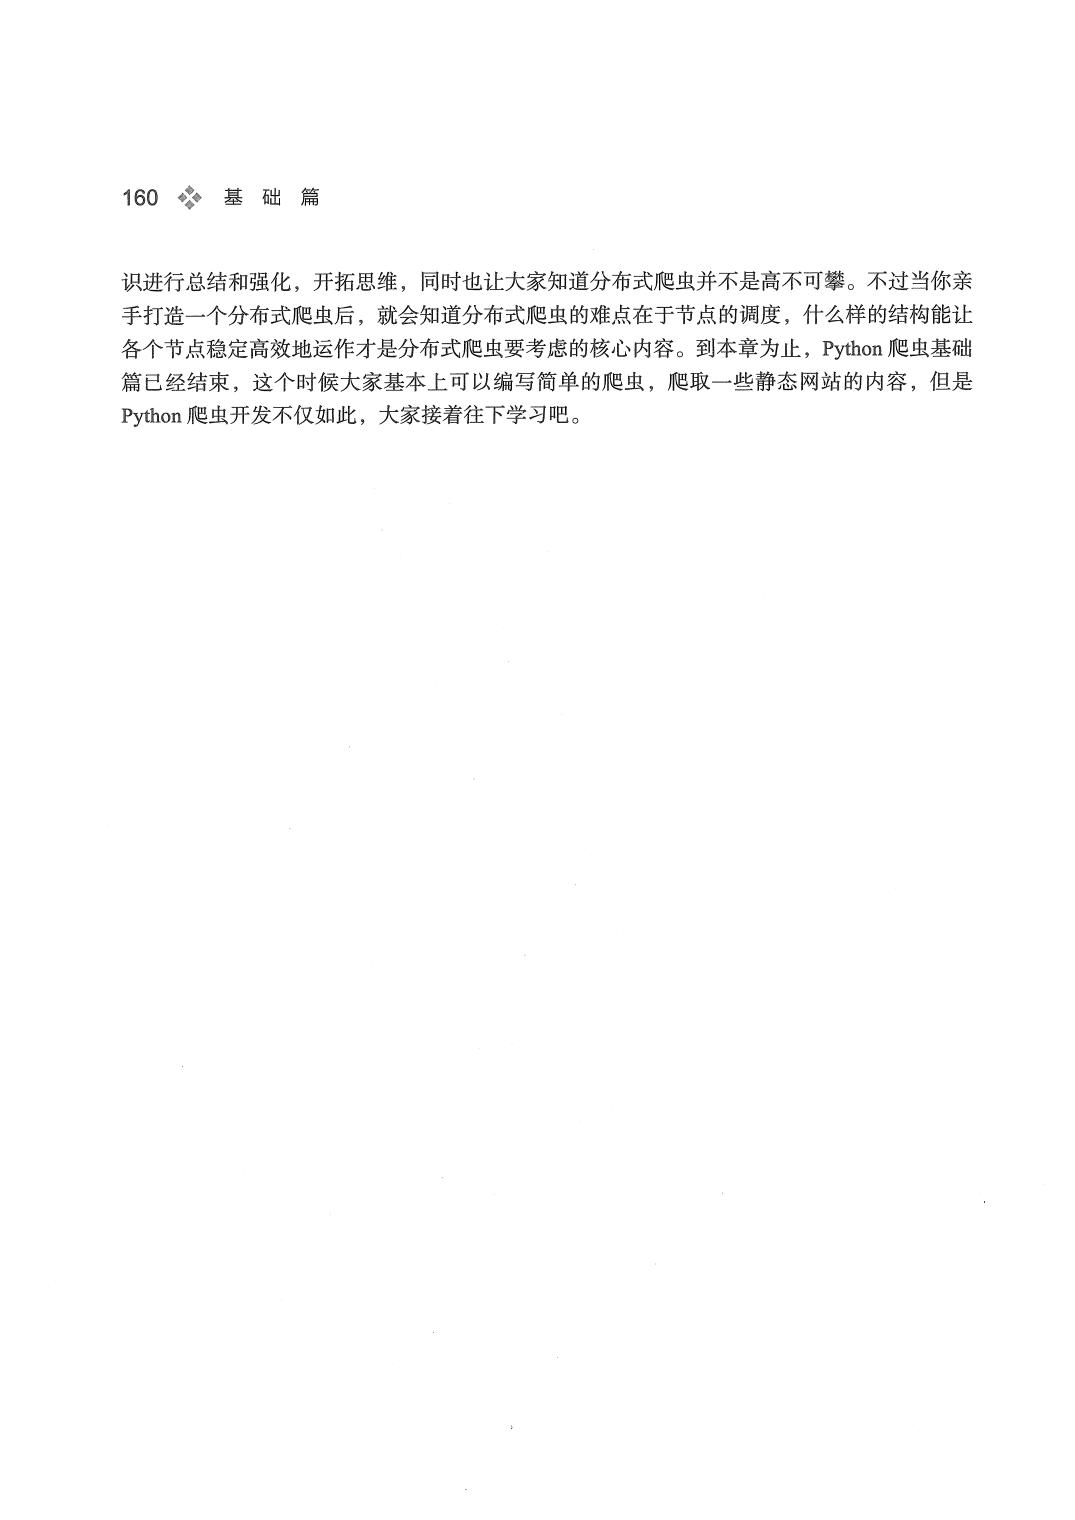 160 基 础 篇
识进行总结和强化，开拓思维，同时也让大家知道分布式爬虫并不是高不可攀。不过当你亲
手打造一个分布式爬虫后，就会知道分布式爬虫的难点在于节点的调度，什么样的结构能让
各个节点稳定高效地运作才是分布式爬虫要考虑的核心内容。到本章为止，Python 爬虫基础
篇已经结束，这个时候大家基本上可以编写简单的爬虫，爬取一些静态网站的内容，但是
Python 爬虫开发不仅如此，大家接着往下学习吧。